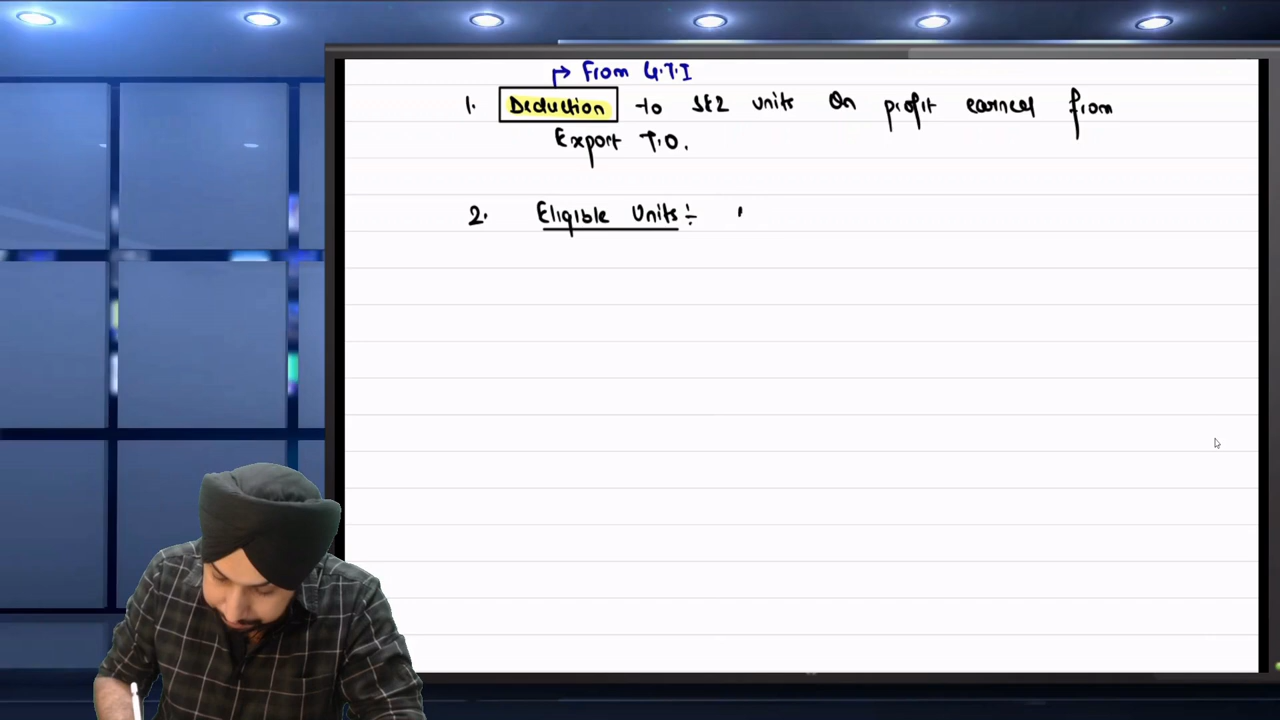 From G.T.I
1. Deduction to SEZ units on profit earned from
Export T.O.
2. Eligible Units :-